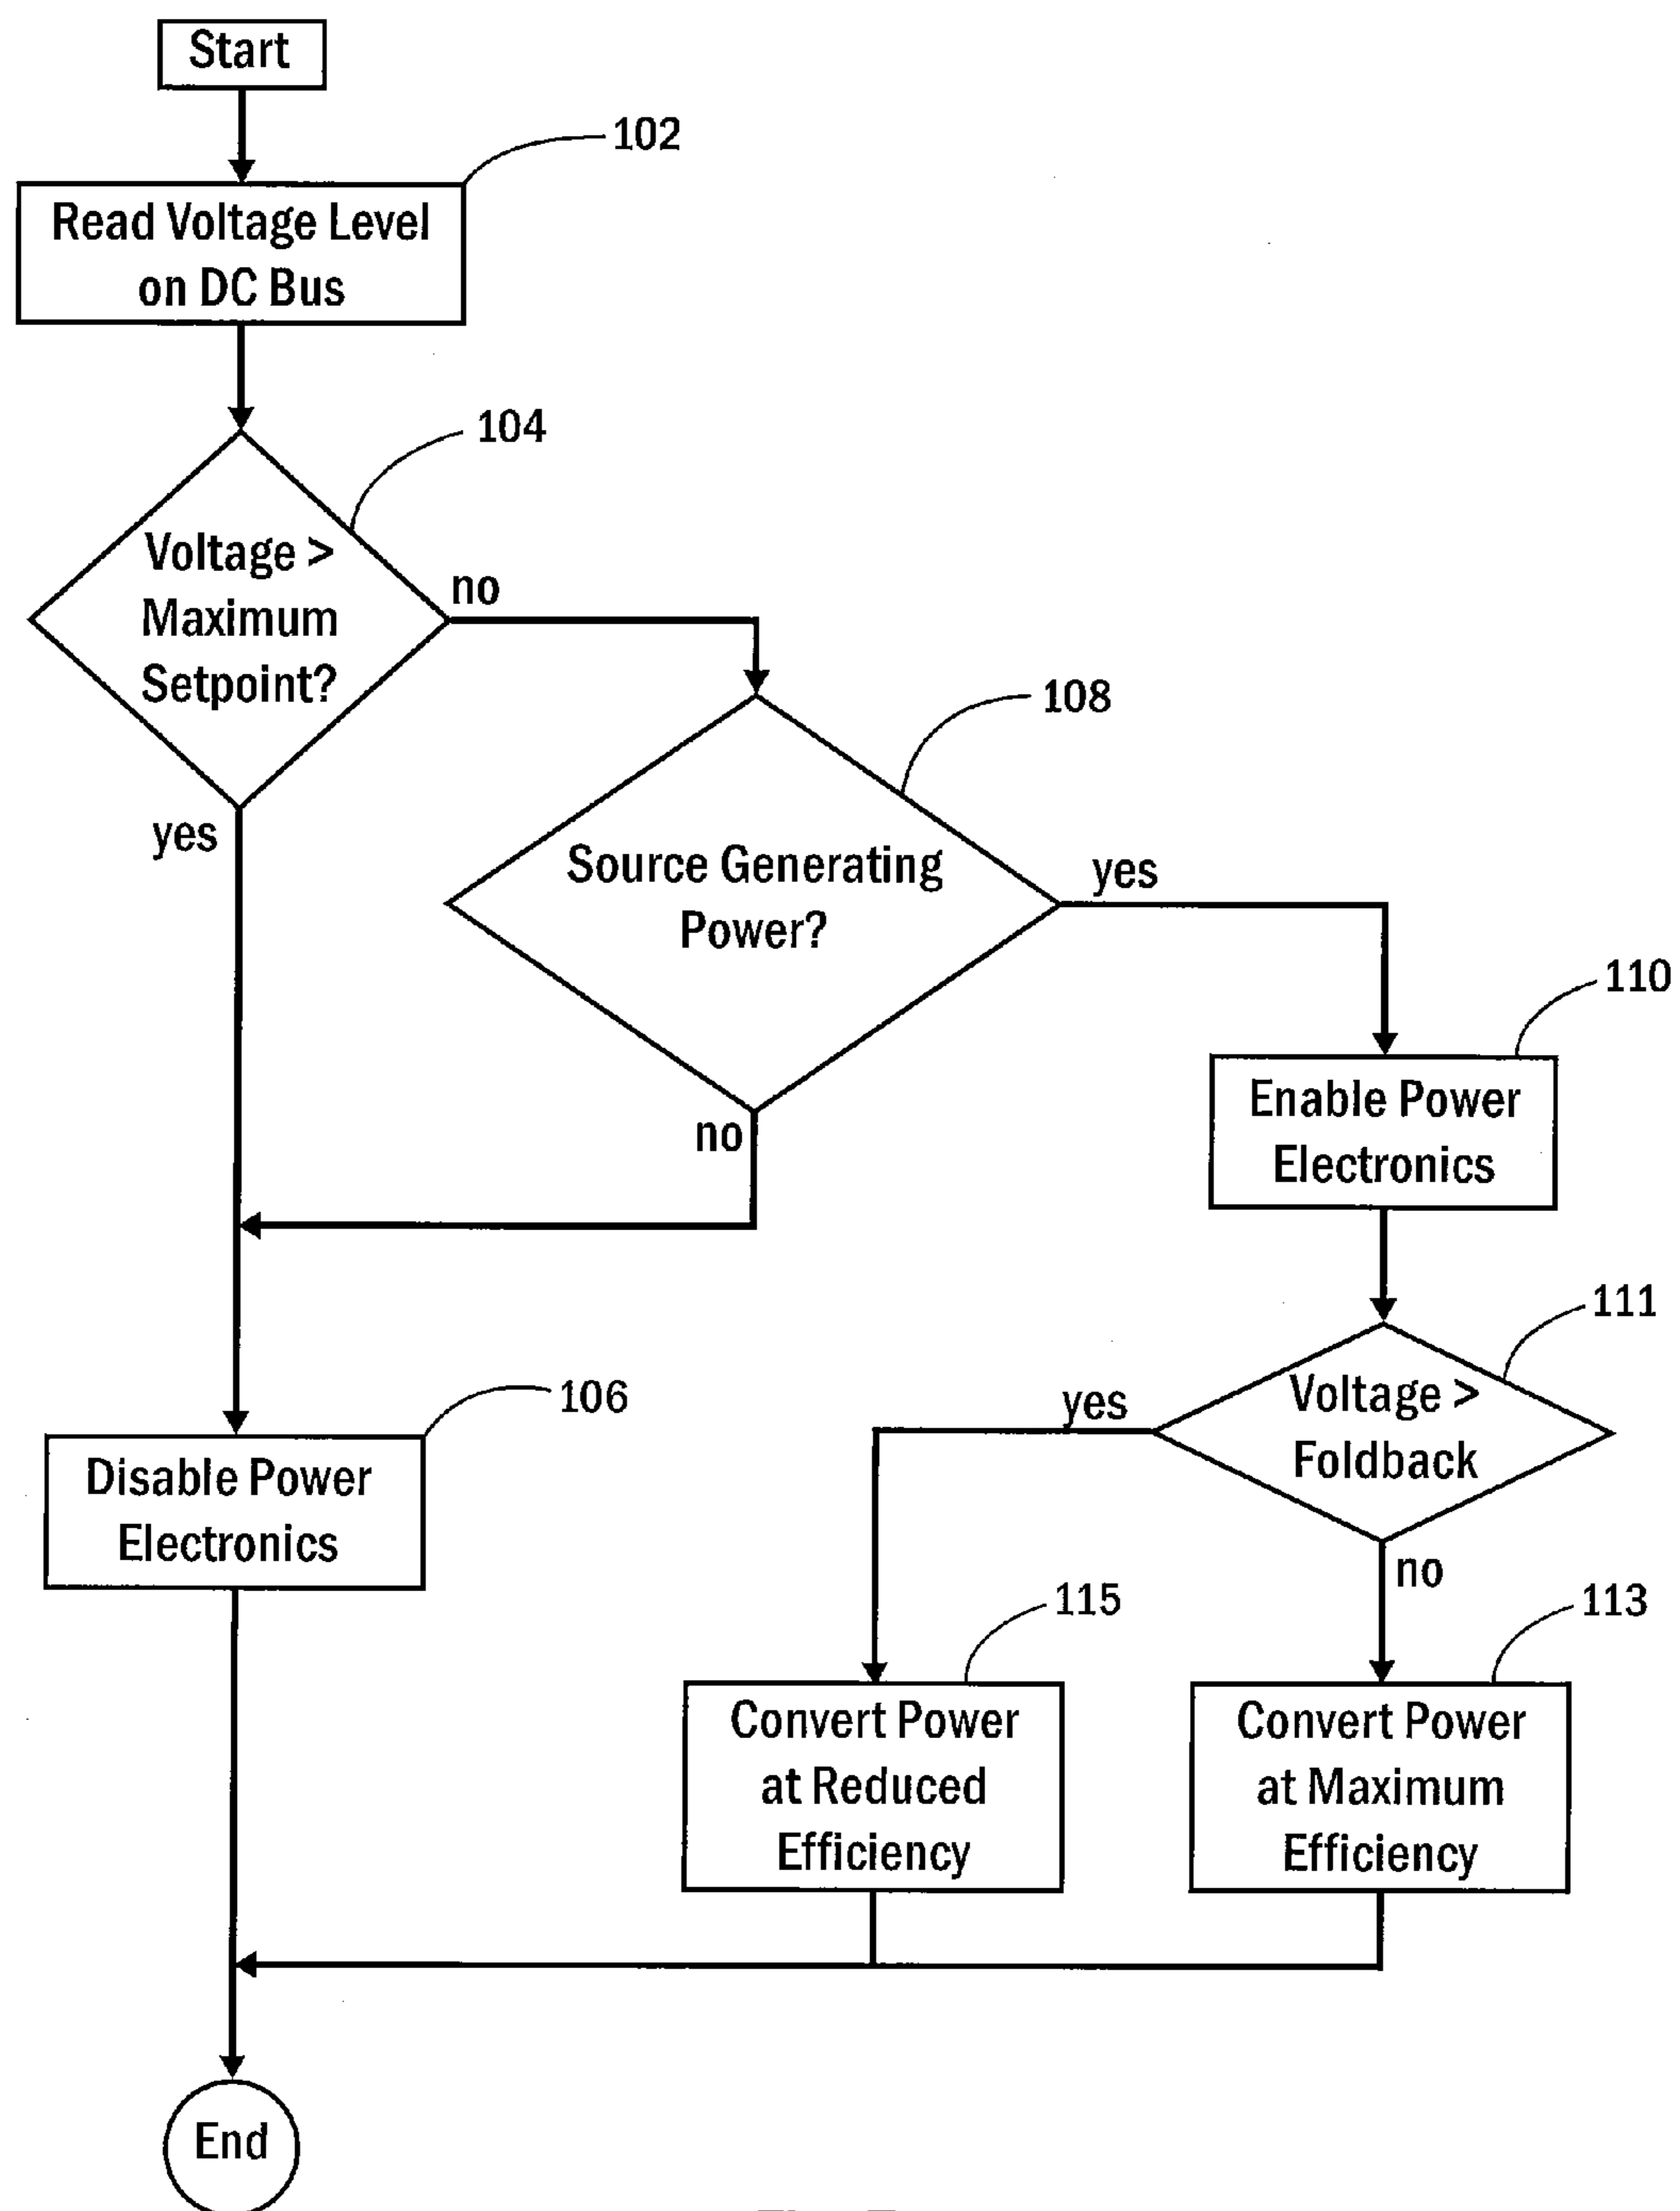 Start
102
Read Voltage Level
on DC Bus
104
Voltage >
Maximum
Setpoint?
no
yes
108
Source Generating
Power?
yes
no
110
Enable Power
Electronics
111
Voltage >
Foldback
yes
no
106
Disable Power
Electronics
115
Convert Power
at Reduced
Efficiency
113
Convert Power
at Maximum
Efficiency
End